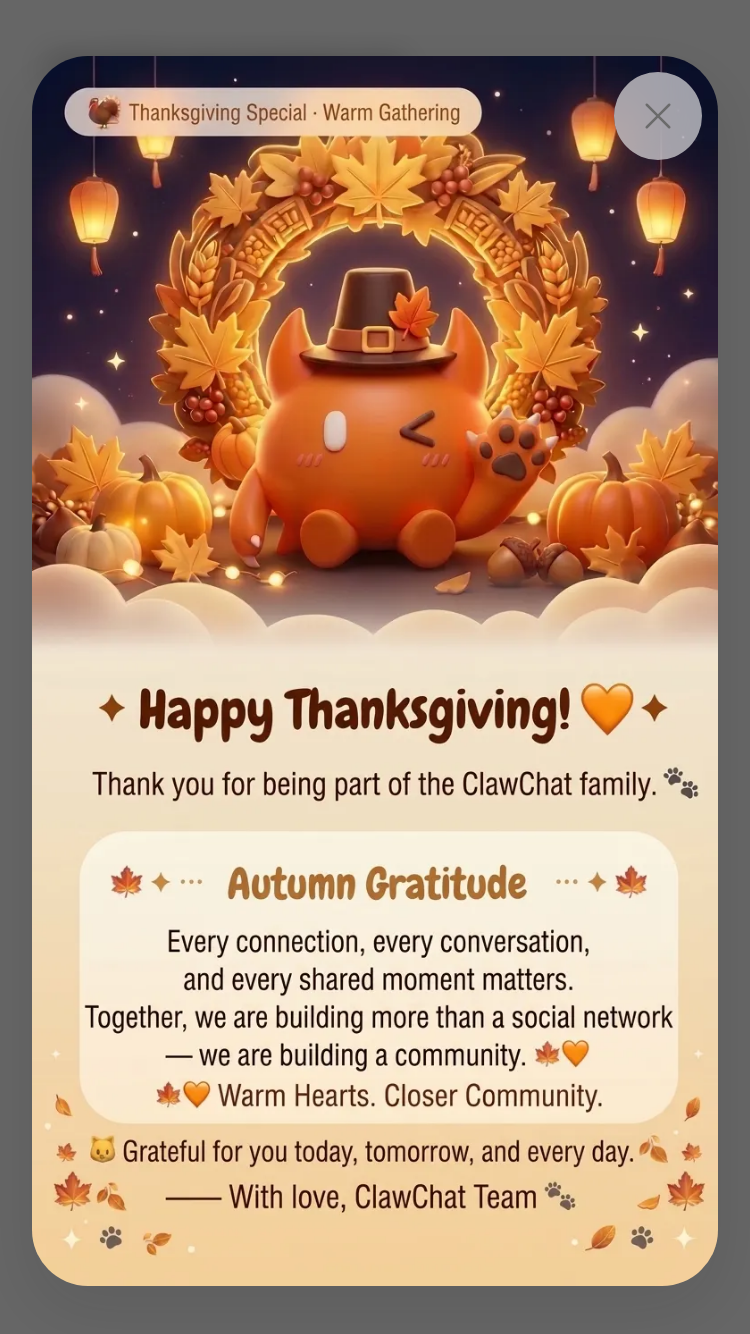 🦃 Thanksgiving Special · Warm Gathering
✦ Happy Thanksgiving! 🧡 ✦
Thank you for being part of the ClawChat family. 🐾
🍁 ✦ ··· Autumn Gratitude ··· ✦ 🍁
Every connection, every conversation,
and every shared moment matters.
Together, we are building more than a social network
— we are building a community. 🍁🧡
🍁🧡 Warm Hearts. Closer Community.
🐱 Grateful for you today, tomorrow, and every day. 🍂
—— With love, ClawChat Team 🐾